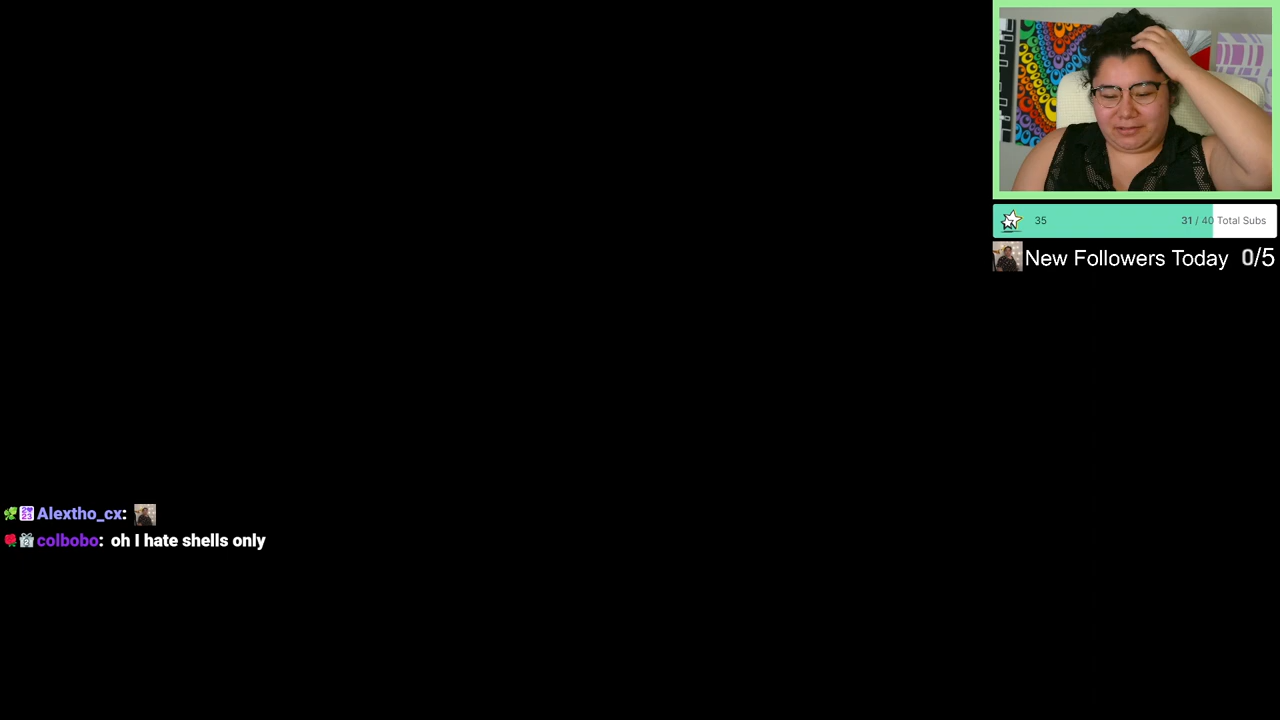 35 31 / 40 Total Subs
New Followers Today 0/5
Alextho_cx:
colbobo: oh I hate shells only